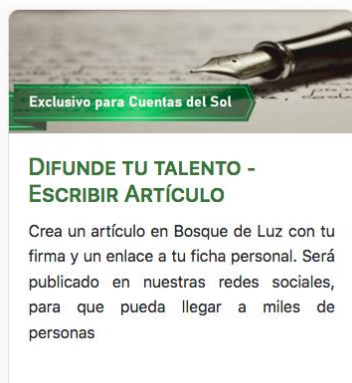 Exclusivo para Cuentas del Sol
Difunde tu talento -
Escribir Artículo
Crea un artículo en Bosque de Luz con tu
firma y un enlace a tu ficha personal. Será
publicado en nuestras redes sociales,
para que pueda llegar a miles de
personas